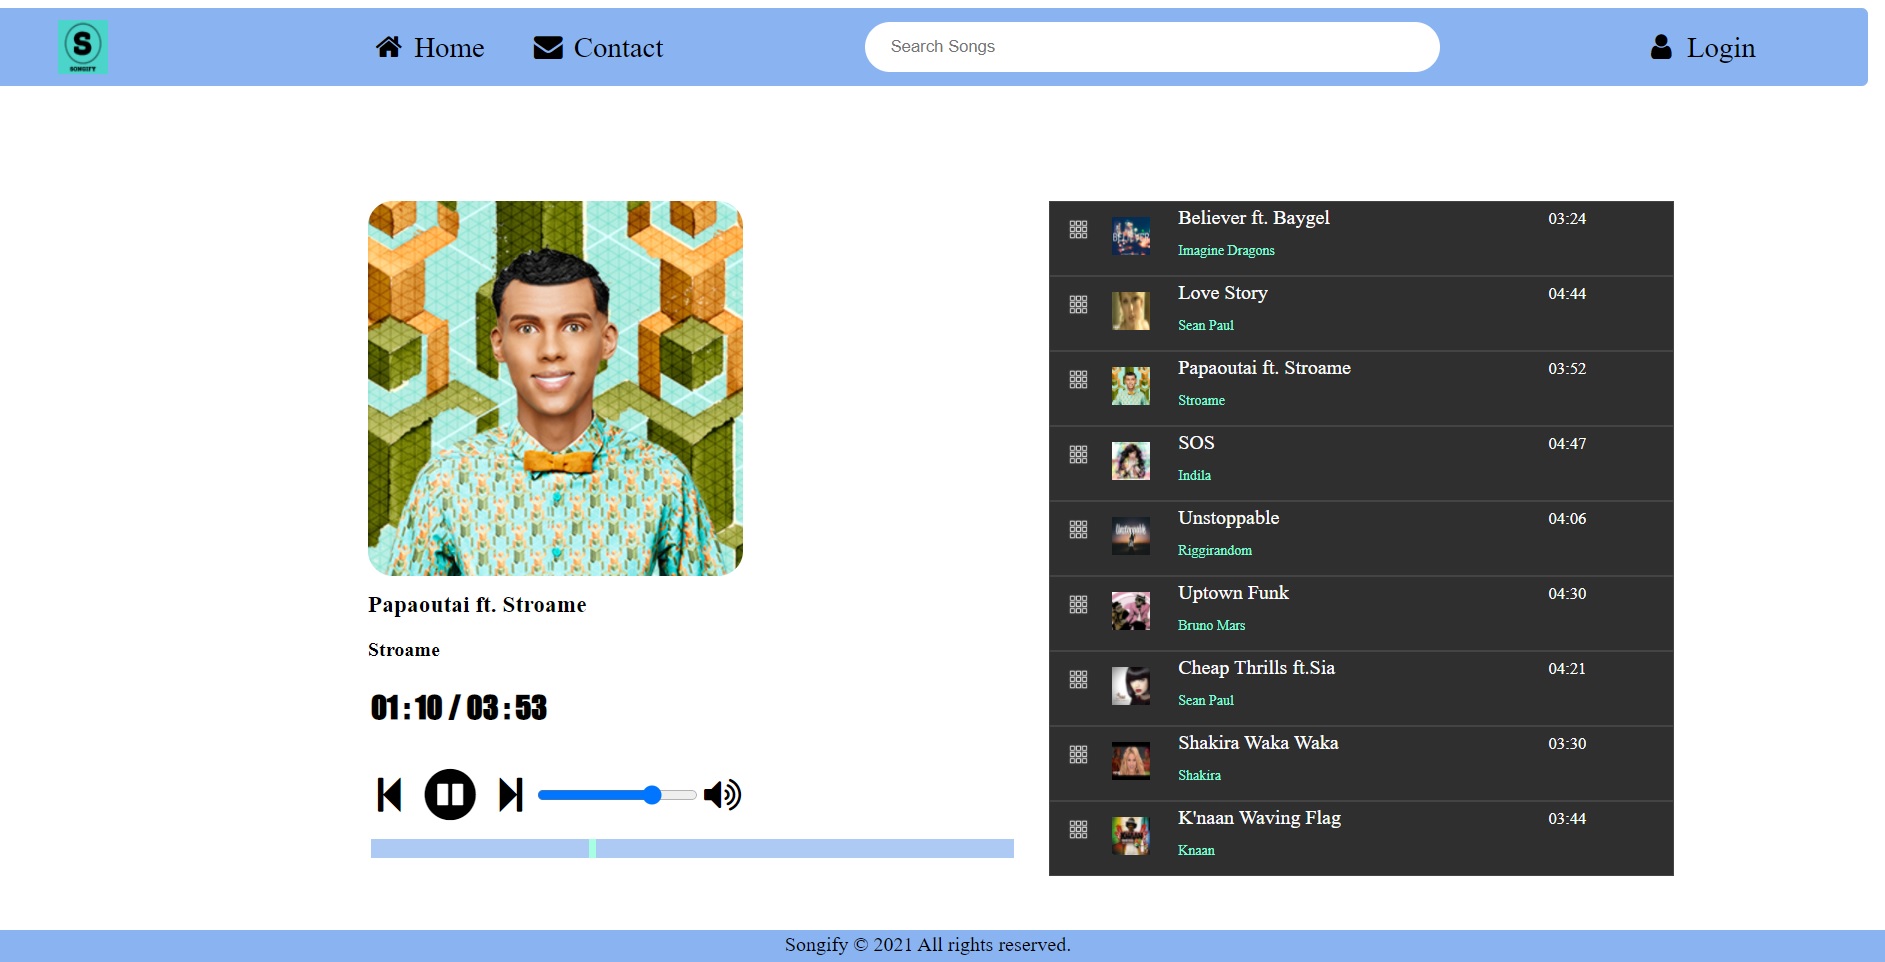 S
SONGIFY
Home
Contact
Search Songs
Login
Papaoutai ft. Stroame
Stroame
01 : 10 / 03 : 53
Believer ft. Baygel
03:24
Imagine Dragons
BELIEVER
Love Story
04:44
Sean Paul
Papaoutai ft. Stroame
03:52
Stroame
SOS
04:47
Indila
Unstoppable
04:06
Riggirandom
Unstoppable
Uptown Funk
04:30
Bruno Mars
Cheap Thrills ft.Sia
04:21
Sean Paul
Shakira Waka Waka
03:30
Shakira
K'naan Waving Flag
03:44
Knaan
Songify © 2021 All rights reserved.